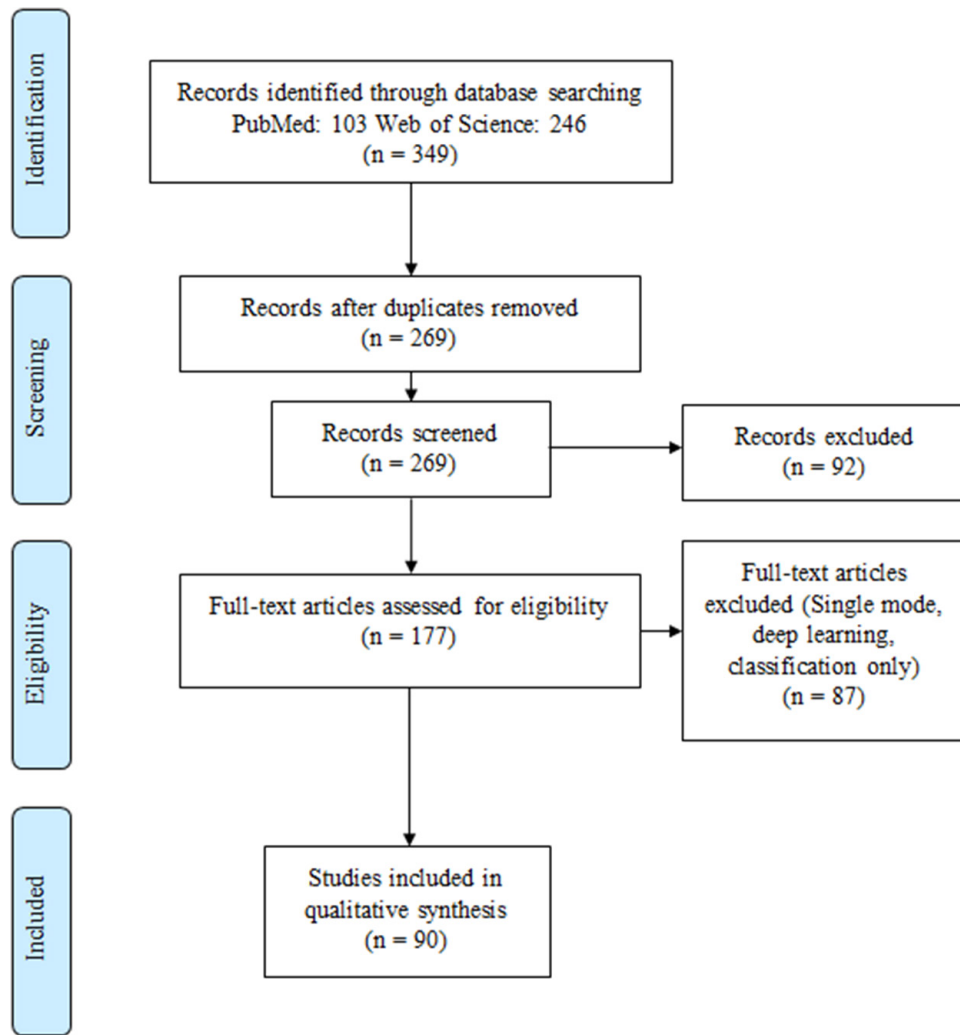 Identification
Records identified through database searching
PubMed: 103 Web of Science: 246
(n = 349)
Screening
Records after duplicates removed
(n = 269)
Records screened
(n = 269)
Records excluded
(n = 92)
Eligibility
Full-text articles assessed for eligibility
(n = 177)
Full-text articles
excluded (Single mode,
deep learning,
classification only)
(n = 87)
Included
Studies included in
qualitative synthesis
(n = 90)